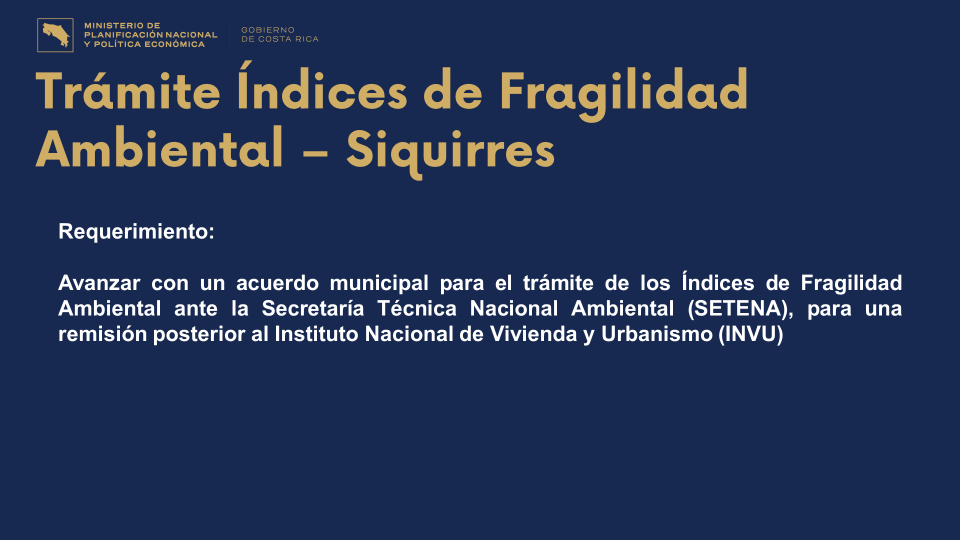 MINISTERIO DE
PLANIFICACIÓN NACIONAL
Y POLÍTICA ECONÓMICA
GOBIERNO
DE COSTA RICA
Trámite Índices de Fragilidad
Ambiental – Siquirres
Requerimiento:
Avanzar con un acuerdo municipal para el trámite de los Índices de Fragilidad
Ambiental ante la Secretaría Técnica Nacional Ambiental (SETENA), para una
remisión posterior al Instituto Nacional de Vivienda y Urbanismo (INVU)